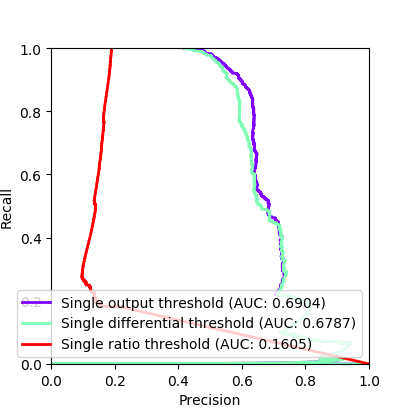 1.0
0.8
0.6
0.4
0.2
0.0
Recall
Single output threshold (AUC: 0.6904)
Single differential threshold (AUC: 0.6787)
Single ratio threshold (AUC: 0.1605)
0.0 0.2 0.4 0.6 0.8 1.0
Precision